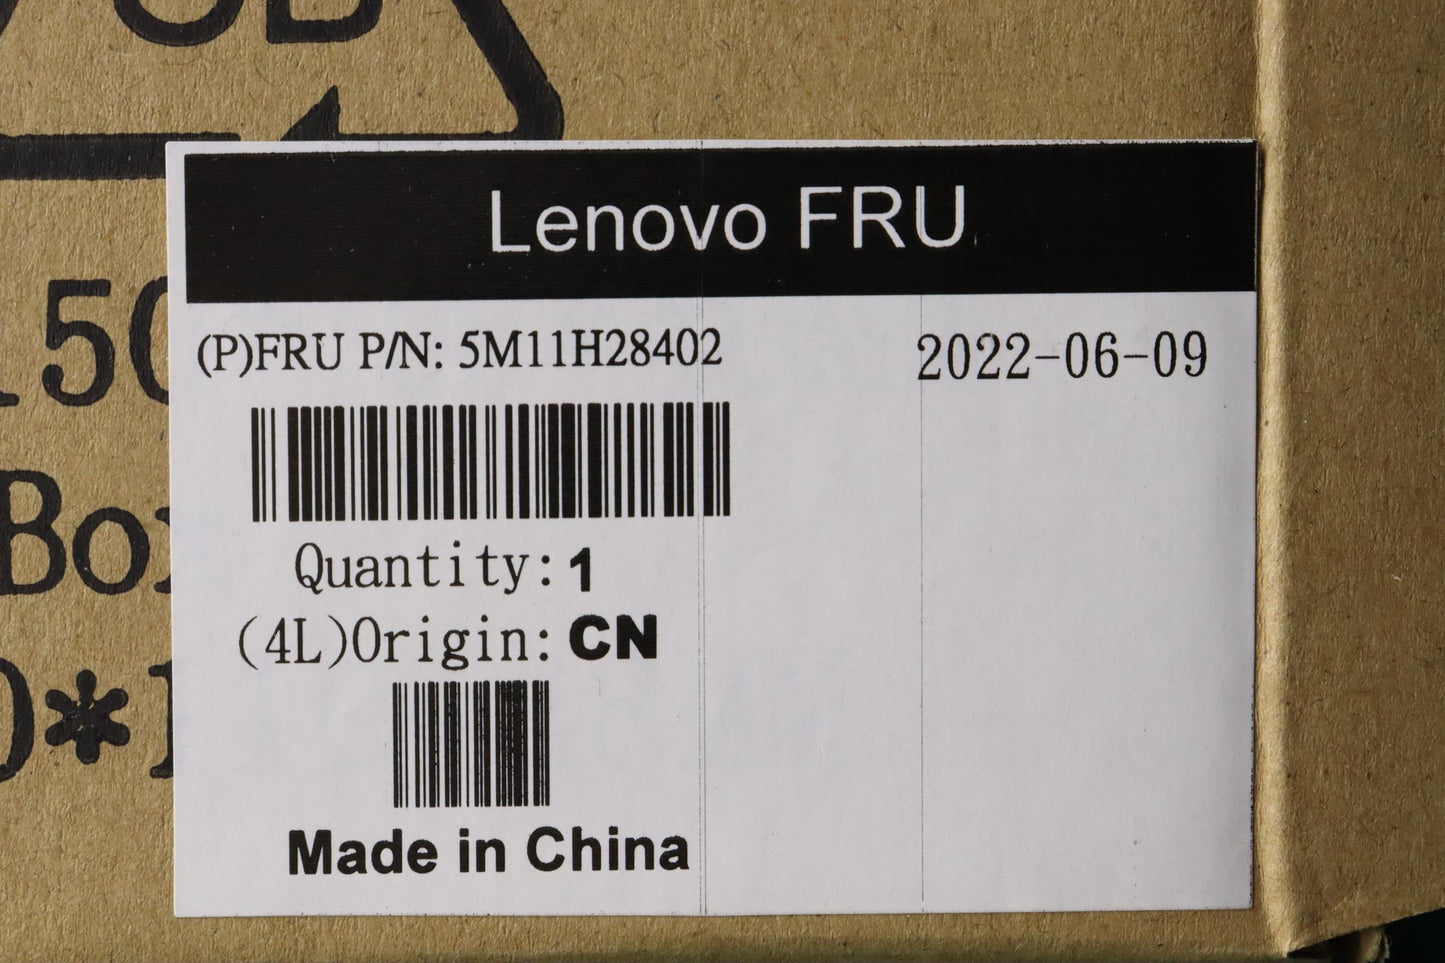 Lenovo FRU
(P)FRU P/N: 5M11H28402
2022-06-09
Quantity: 1
(4L)Origin: CN
Made in China